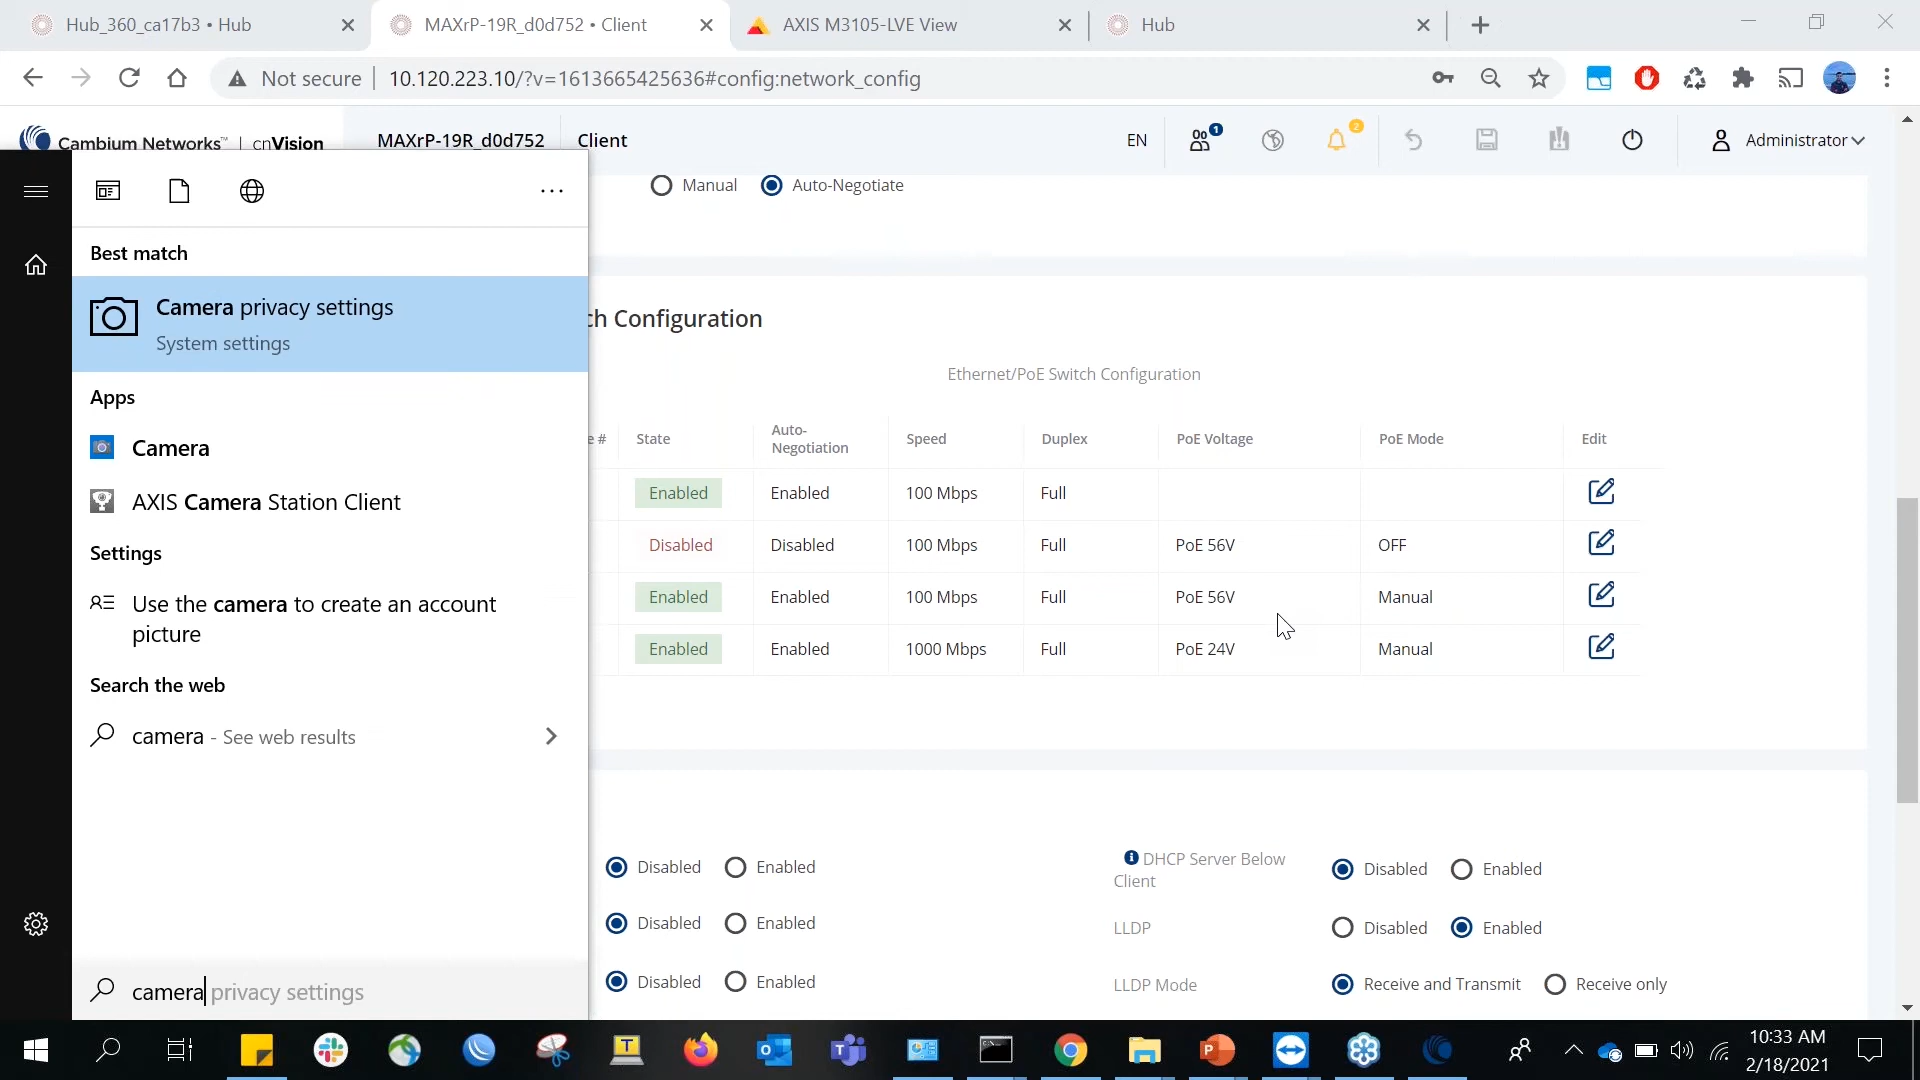 Hub_360_ca17b3 • Hub
MAXrP-19R_d0d752 • Client
AXIS M3105-LVE View
Hub
Not secure
10.120.223.10/?v=1613665425636#config:network_config
Cambium Networks™ | cnVision
MAXrP-19R_d0d752
Client
EN
1
2
Administrator
Manual
Auto-Negotiate
Best match
Camera privacy settings
System settings
Apps
Camera
AXIS Camera Station Client
Settings
Use the camera to create an account
picture
Search the web
camera - See web results
camera privacy settings
ch Configuration
Ethernet/PoE Switch Configuration
e #
State
Auto-
Negotiation
Speed
Duplex
PoE Voltage
PoE Mode
Edit
Enabled Enabled 100 Mbps Full
Disabled Disabled 100 Mbps Full PoE 56V OFF
Enabled Enabled 100 Mbps Full PoE 56V Manual
Enabled Enabled 1000 Mbps Full PoE 24V Manual
Disabled Enabled
DHCP Server Below
Client
Disabled Enabled
Disabled Enabled
LLDP
Disabled Enabled
Disabled Enabled
LLDP Mode
Receive and Transmit Receive only
10:33 AM
2/18/2021